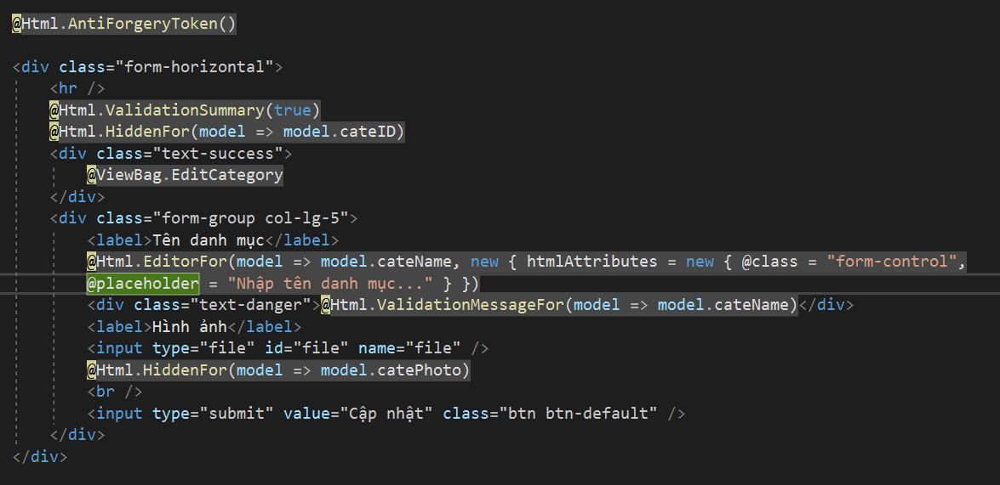 @Html.AntiForgeryToken()
<div class="form-horizontal">
<hr />
@Html.ValidationSummary(true)
@Html.HiddenFor(model => model.cateID)
<div class="text-success">
@ViewBag.EditCategory
</div>
<div class="form-group col-lg-5">
<label>Tên danh mục</label>
@Html.EditorFor(model => model.cateName, new { htmlAttributes = new { @class = "form-control",
@placeholder = "Nhập tên danh mục..." } })
<div class="text-danger">@Html.ValidationMessageFor(model => model.cateName)</div>
<label>Hình ảnh</label>
<input type="file" id="file" name="file" />
@Html.HiddenFor(model => model.catePhoto)
<br />
<input type="submit" value="Cập nhật" class="btn btn-default" />
</div>
</div>